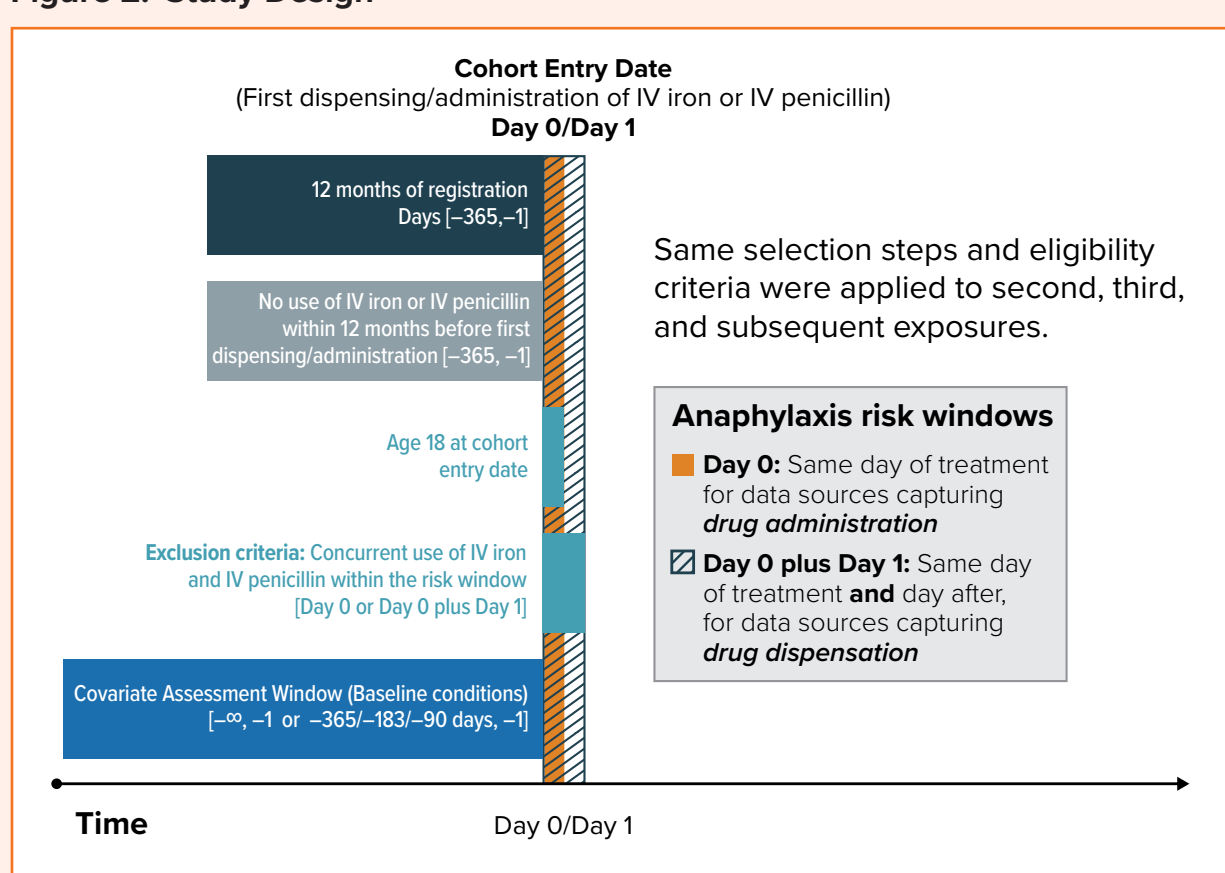 Cohort Entry Date
(First dispensing/administration of IV iron or IV penicillin)
Day 0/Day 1
12 months of registration
Days [–365,–1]
No use of IV iron or IV penicillin
within 12 months before first
dispensing/administration [–365, –1]
Age 18 at cohort
entry date
Exclusion criteria: Concurrent use of IV iron
and IV penicillin within the risk window
[Day 0 or Day 0 plus Day 1]
Covariate Assessment Window (Baseline conditions)
[–∞, -1 or –365/–183/–90 days, –1]
Same selection steps and eligibility
criteria were applied to second, third,
and subsequent exposures.
Anaphylaxis risk windows
Day 0: Same day of treatment
for data sources capturing
drug administration
Day 0 plus Day 1: Same day
of treatment and day after,
for data sources capturing
drug dispensation
Time
Day 0/Day 1